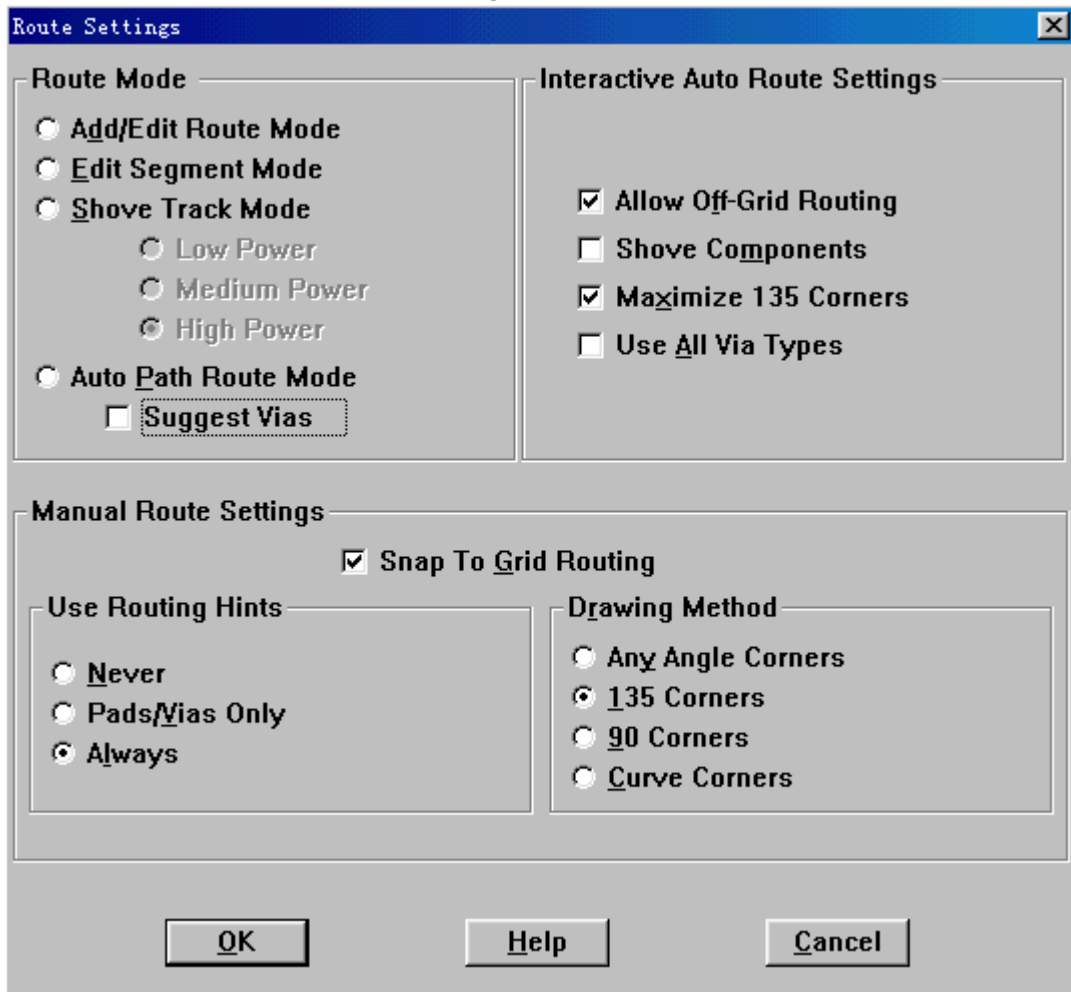 Route Settings
Route Mode
Add/Edit Route Mode
Edit Segment Mode
Shove Track Mode
Low Power
Medium Power
High Power
Auto Path Route Mode
Suggest Vias
Interactive Auto Route Settings
Allow Off-Grid Routing
Shove Components
Maximize 135 Corners
Use All Via Types
Manual Route Settings
Snap To Grid Routing
Use Routing Hints
Never
Pads/Vias Only
Always
Drawing Method
Any Angle Corners
135 Corners
90 Corners
Curve Corners
OK
Help
Cancel